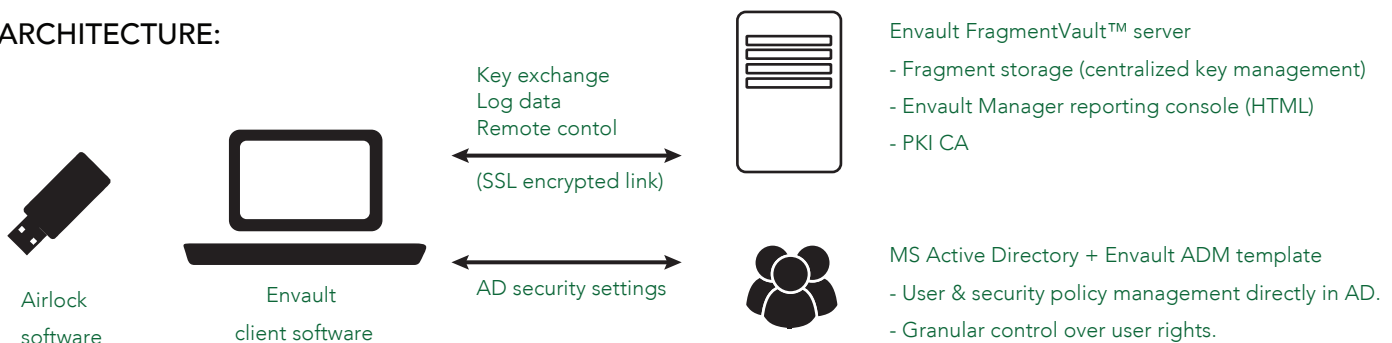 ARCHITECTURE:
Airlock
software
Envault
client software
Key exchange
Log data
Remote contol
(SSL encrypted link)
AD security settings
Envault FragmentVault™ server
- Fragment storage (centralized key management)
- Envault Manager reporting console (HTML)
- PKI CA
MS Active Directory + Envault ADM template
- User & security policy management directly in AD.
- Granular control over user rights.